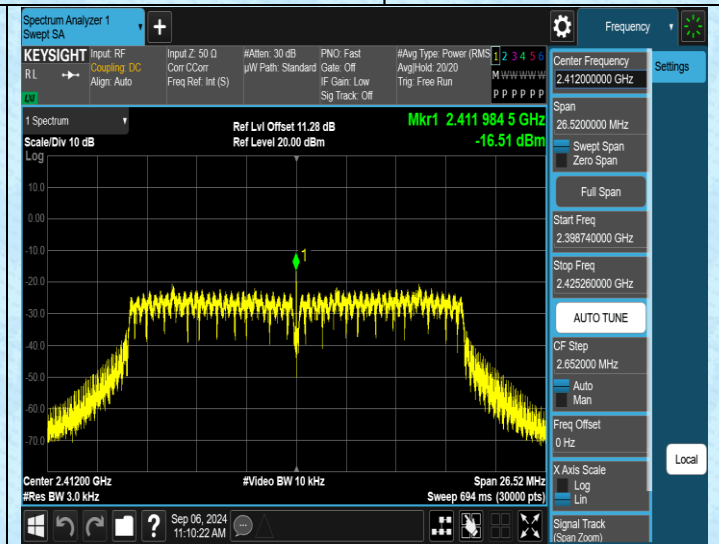 Spectrum Analyzer 1
Swept SA
+
Frequency
KEYSIGHT
RL
LXI
Input: RF
Coupling: DC
Align: Auto
Input Z: 50 Ω
Corr CCorr
Freq Ref: Int (S)
#Atten: 30 dB
µW Path: Standard
PNO: Fast
Gate: Off
IF Gain: Low
Sig Track: Off
#Avg Type: Power (RMS
Avg|Hold: 20/20
Trig: Free Run
1 2 3 4 5 6
M W W W W W
P P P P P P
1 Spectrum
Scale/Div 10 dB
Ref Lvl Offset 11.28 dB
Ref Level 20.00 dBm
Mkr1 2.411 984 5 GHz
-16.51 dBm
Log
10.0
0.00
-10.0
-20.0
-30.0
-40.0
-50.0
-60.0
-70.0
1
Center 2.41200 GHz
#Res BW 3.0 kHz
#Video BW 10 kHz
Span 26.52 MHz
Sweep 694 ms (30000 pts)
Center Frequency
2.412000000 GHz
Settings
Span
26.5200000 MHz
Swept Span
Zero Span
Full Span
Start Freq
2.398740000 GHz
Stop Freq
2.425260000 GHz
AUTO TUNE
CF Step
2.652000 MHz
Auto
Man
Freq Offset
0 Hz
X Axis Scale
Log
Lin
Local
Signal Track
(Span Zoom)
?
Sep 06, 2024
11:10:22 AM